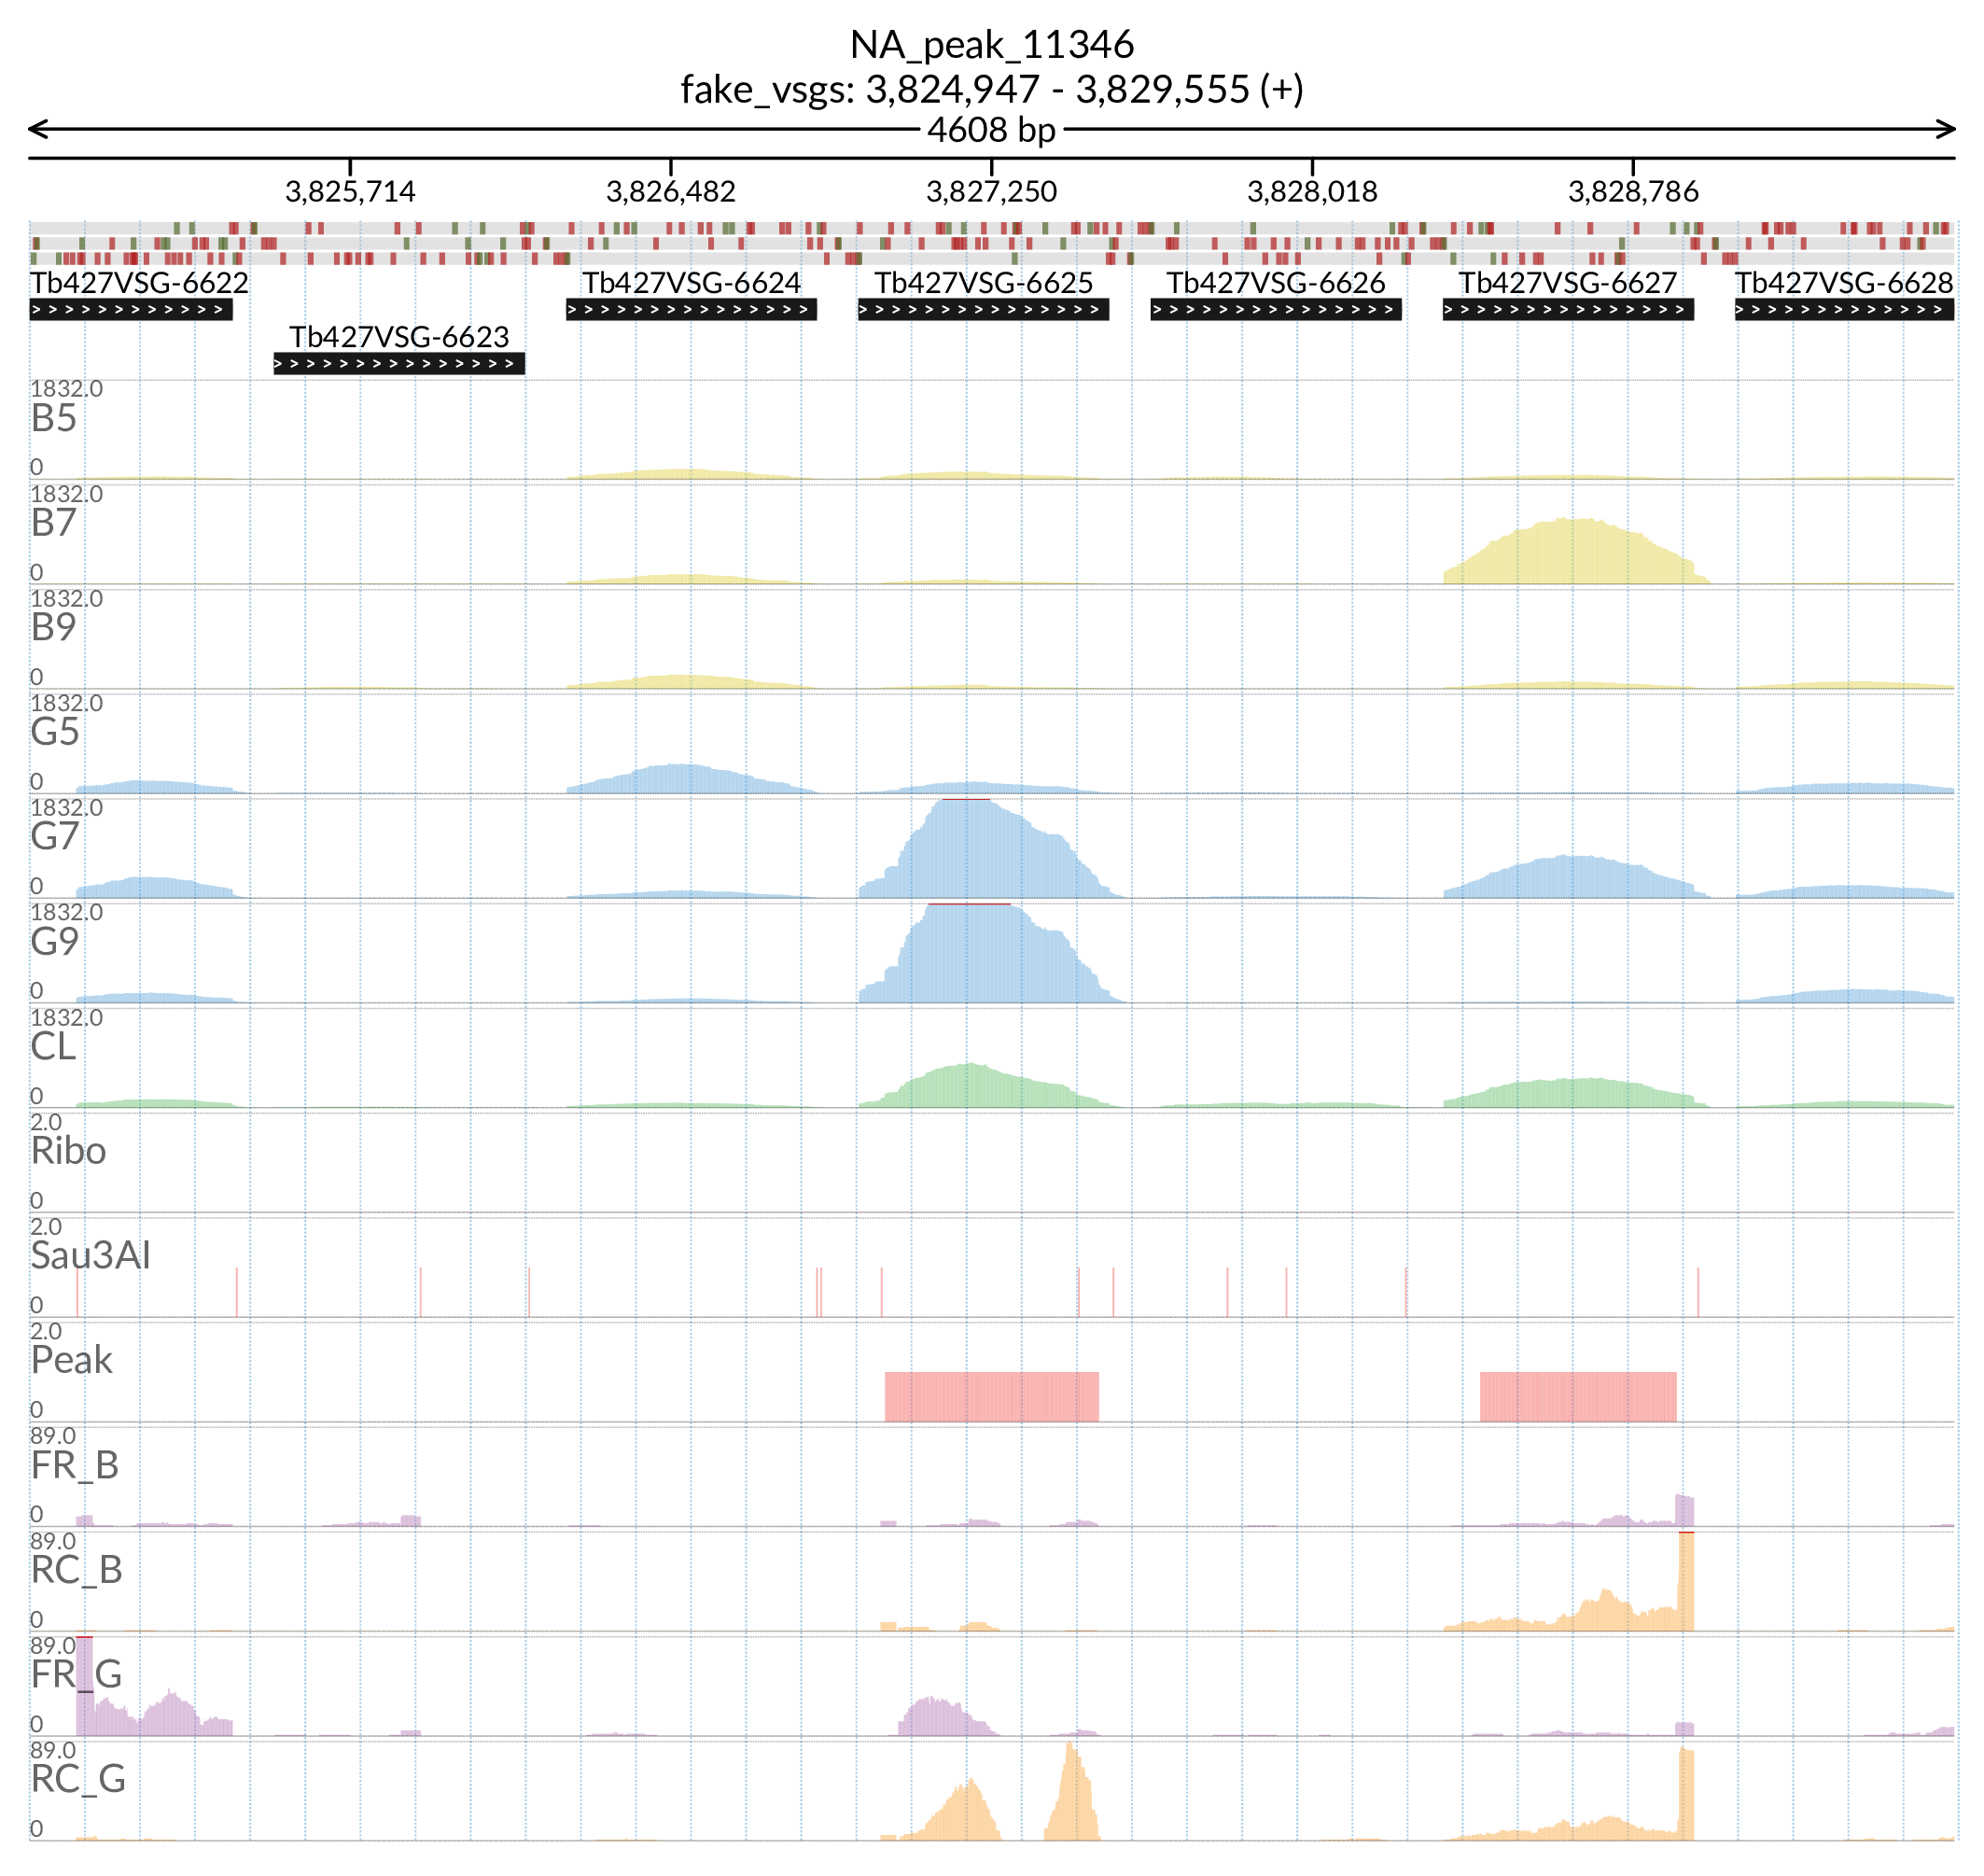 NA_peak_11346
fake_vsgs: 3,824,947 - 3,829,555 (+)
4608 bp
3,825,714 3,826,482 3,827,250 3,828,018 3,828,786
Tb427VSG-6622 Tb427VSG-6624 Tb427VSG-6625 Tb427VSG-6626 Tb427VSG-6627 Tb427VSG-6628
Tb427VSG-6623
1832.0
B5
0
1832.0
B7
0
1832.0
B9
0
1832.0
G5
0
1832.0
G7
0
1832.0
G9
0
1832.0
CL
0
2.0
Ribo
0
2.0
Sau3AI
0
2.0
Peak
0
89.0
FR_B
0
89.0
RC_B
0
89.0
FR_G
0
89.0
RC_G
0